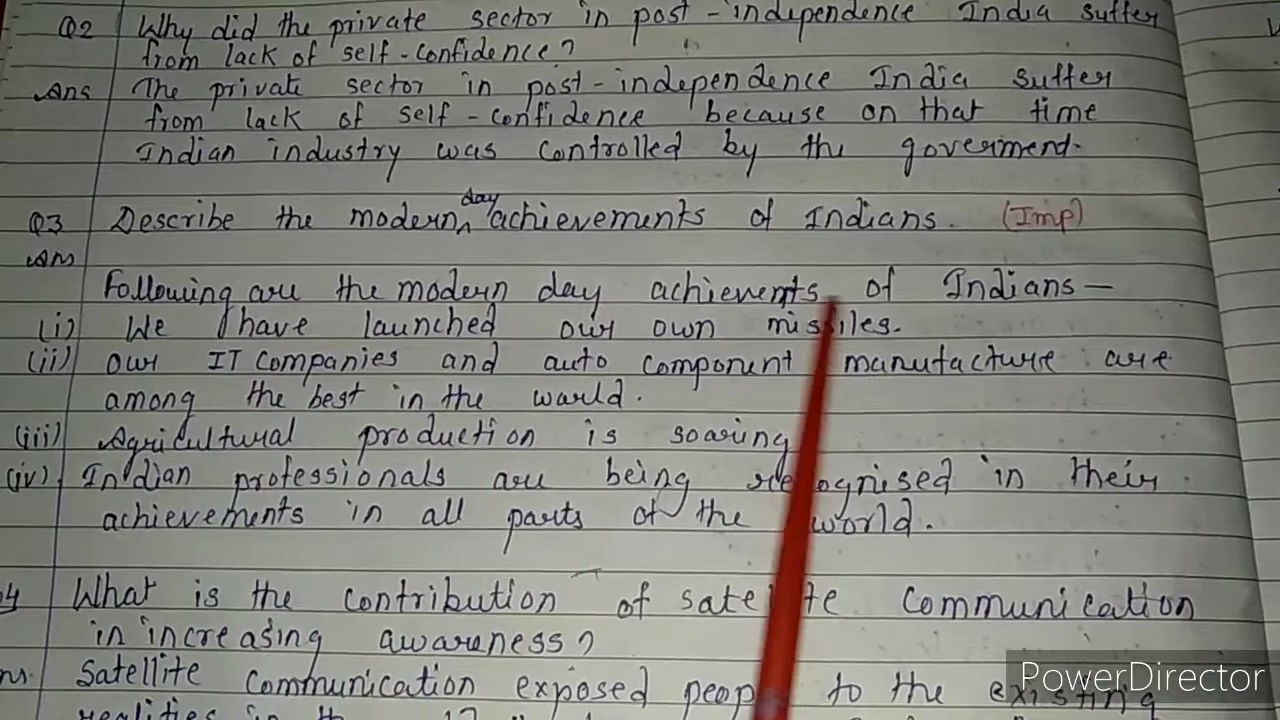 Q2 Why did the private sector in post-independence India suffer
from lack of self-confidence?
Ans The private sector in post-independence India suffer
from lack of self-confidence because on that time
Indian industry was controlled by the goverment.
Q3 Describe the modern day achievements of Indians. (Imp)
Ans
Following are the modern day achievents of Indians—
(i) We have launched our own missiles.
(ii) our IT companies and auto component manufacture are
among the best in the world.
(iii) Agricultural production is soaring
(iv) Indian professionals are being recognised in their
achievements in all parts of the world.
What is the contribution of satellite communication
in increasing awareness?
Satellite communication exposed people to the existing
realities in the
PowerDirector